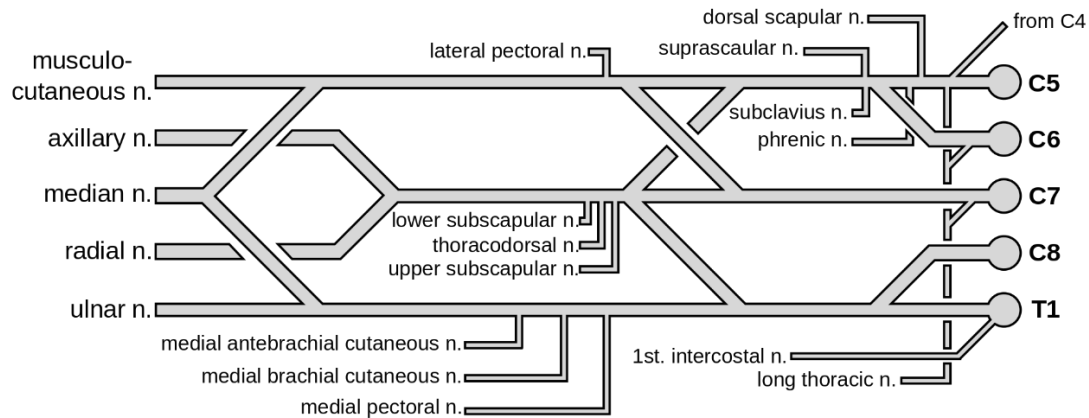 dorsal scapular n.
from C4
lateral pectoral n.
suprascaular n.
musculo-
cutaneous n.
C5
subclavius n.
axillary n.
phrenic n.
C6
median n.
C7
lower subscapular n.
thoracodorsal n.
radial n.
upper subscapular n.
C8
ulnar n.
T1
medial antebrachial cutaneous n.
1st. intercostal n.
medial brachial cutaneous n.
long thoracic n.
medial pectoral n.